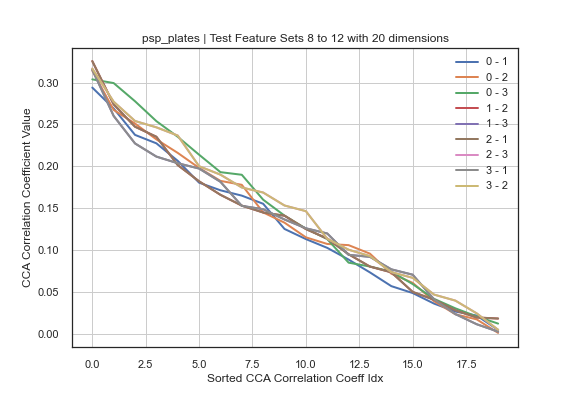 psp_plates | Test Feature Sets 8 to 12 with 20 dimensions
CCA Correlation Coefficient Value
0.30
0.25
0.20
0.15
0.10
0.05
0.00
0 - 1
0 - 2
0 - 3
1 - 2
1 - 3
2 - 1
2 - 3
3 - 1
3 - 2
0.0 2.5 5.0 7.5 10.0 12.5 15.0 17.5
Sorted CCA Correlation Coeff Idx